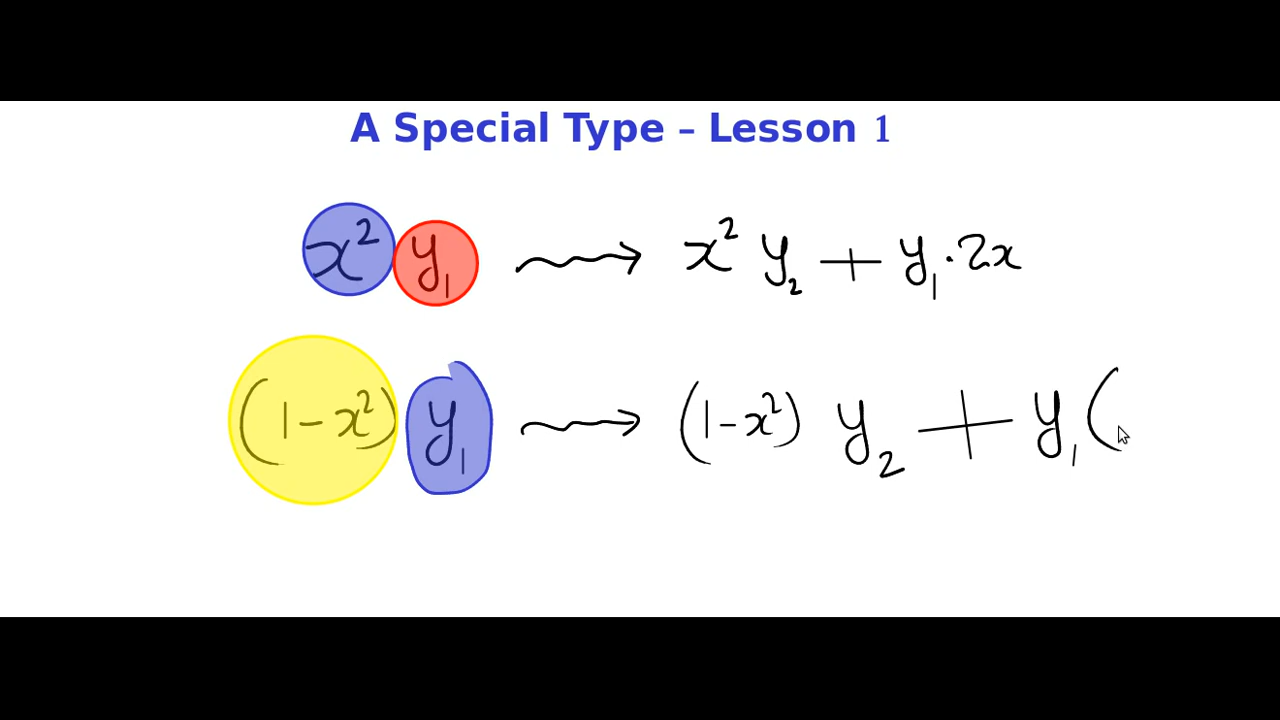 A Special Type – Lesson 1
x² y₁ ⟶ x² y₂ + y₁·2x
(1-x²) y₁ ⟶ (1-x²) y₂ + y₁(